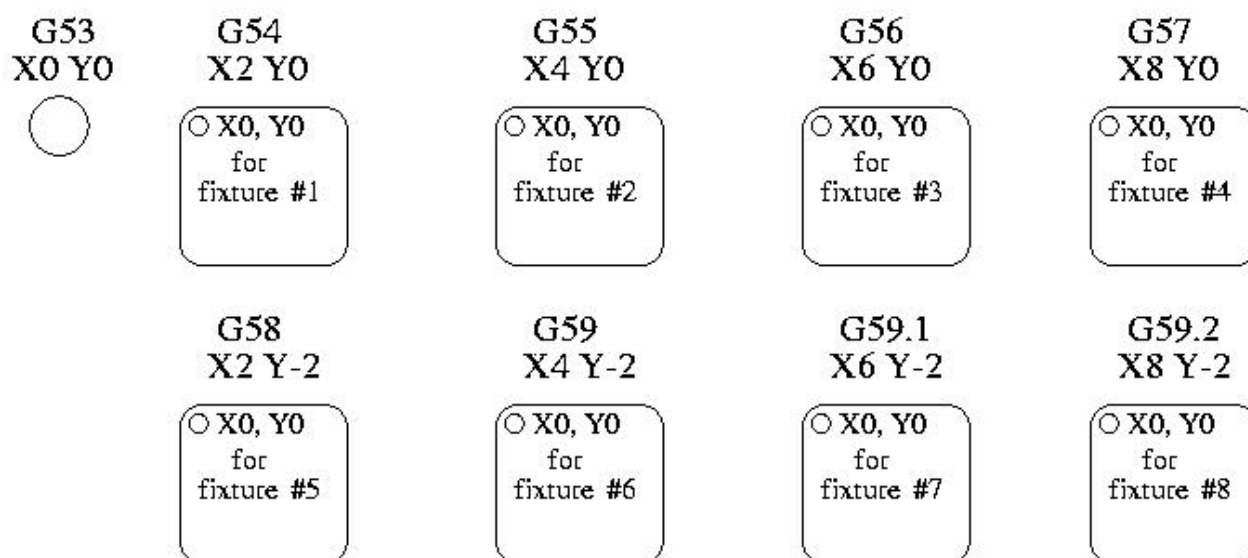 G53
X0 Y0
G54
X2 Y0
X0, Y0
for
fixture #1
G55
X4 Y0
X0, Y0
for
fixture #2
G56
X6 Y0
X0, Y0
for
fixture #3
G57
X8 Y0
X0, Y0
for
fixture #4
G58
X2 Y-2
X0, Y0
for
fixture #5
G59
X4 Y-2
X0, Y0
for
fixture #6
G59.1
X6 Y-2
X0, Y0
for
fixture #7
G59.2
X8 Y-2
X0, Y0
for
fixture #8